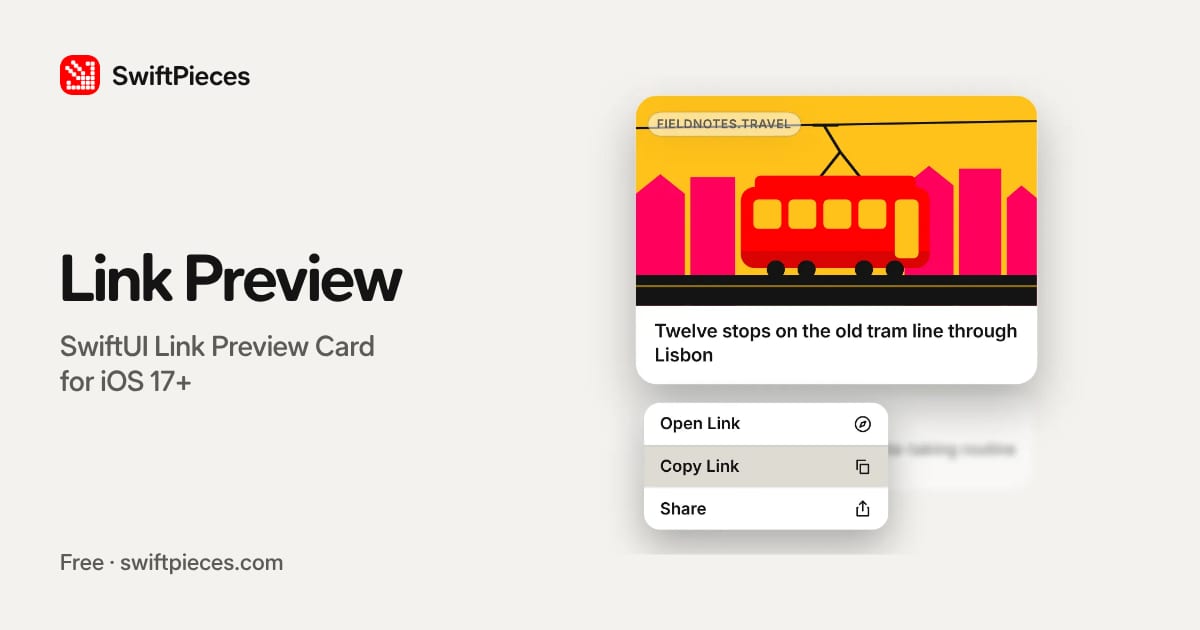 SwiftPieces
Link Preview
SwiftUI Link Preview Card
for iOS 17+
Free · swiftpieces.com
FIELDNOTES.TRAVEL
Twelve stops on the old tram line through
Lisbon
Open Link
Copy Link
Share